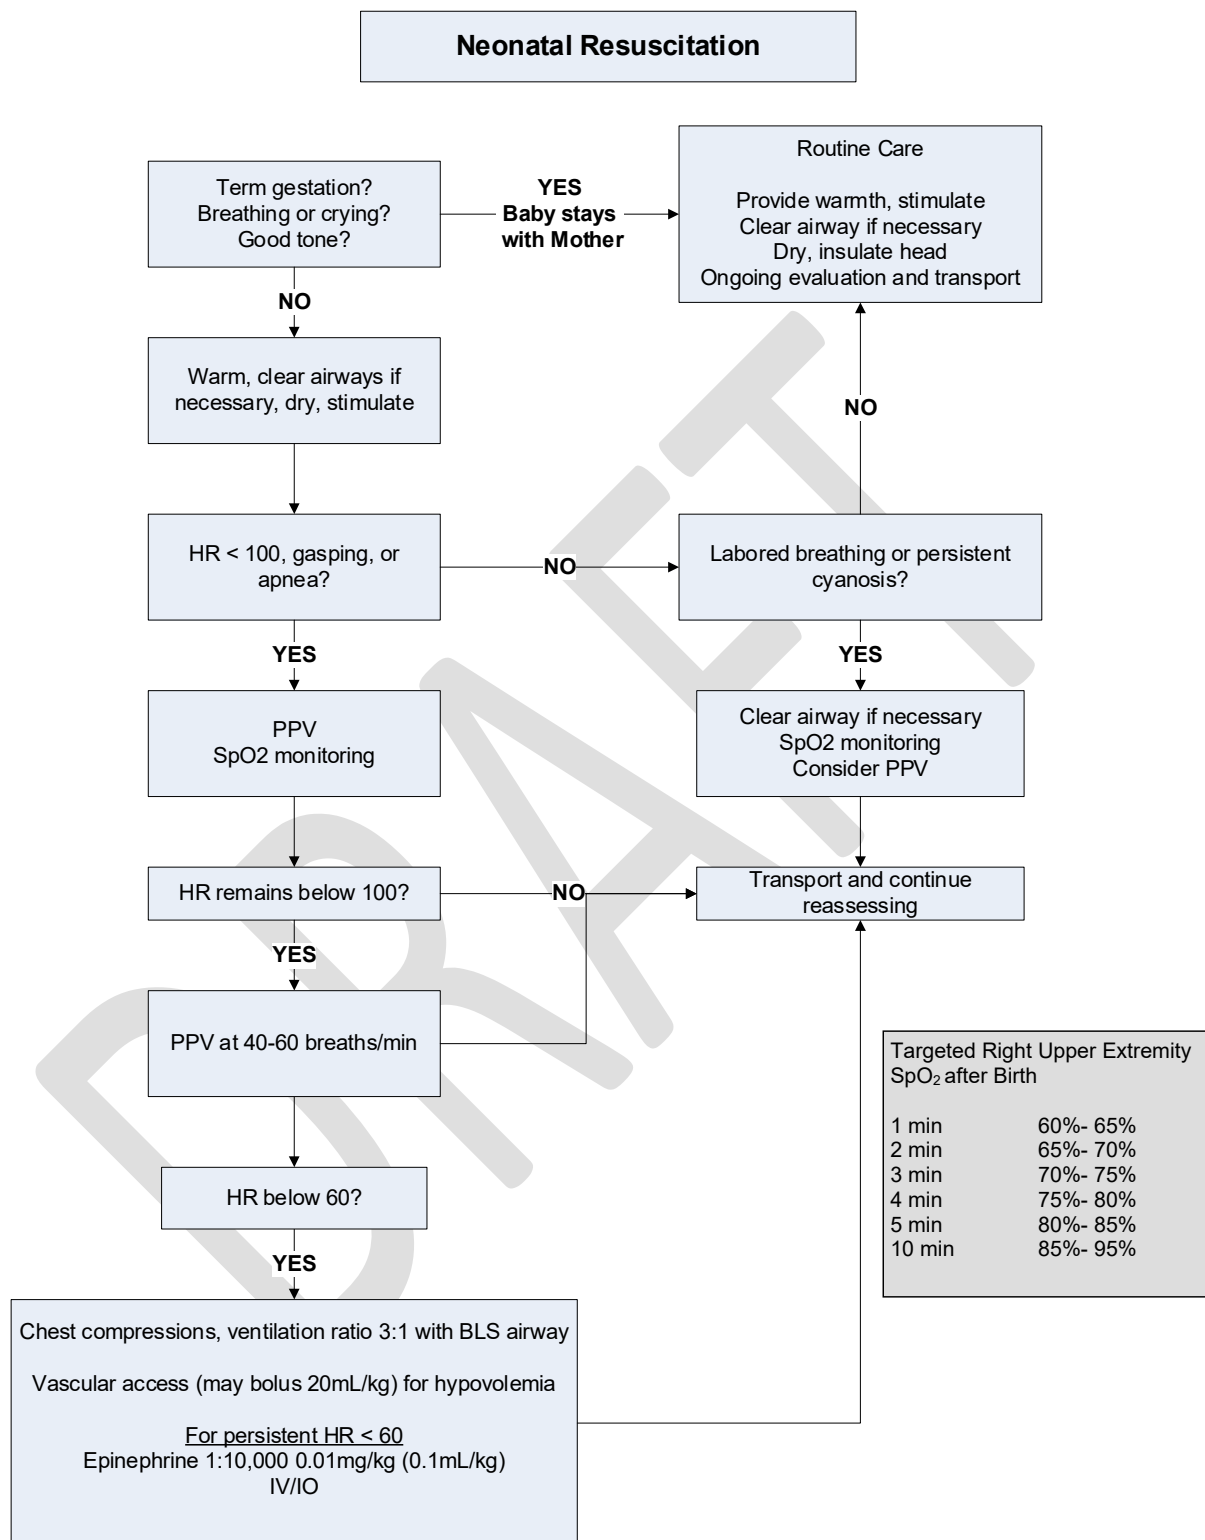 Neonatal Resuscitation
Term gestation?
Breathing or crying?
Good tone?
YES
Baby stays
with Mother
Routine Care
Provide warmth, stimulate
Clear airway if necessary
Dry, insulate head
Ongoing evaluation and transport
NO
Warm, clear airways if
necessary, dry, stimulate
NO
HR < 100, gasping, or
apnea?
NO
Labored breathing or persistent
cyanosis?
YES
YES
PPV
SpO2 monitoring
Clear airway if necessary
SpO2 monitoring
Consider PPV
HR remains below 100?
NO
Transport and continue
reassessing
YES
PPV at 40-60 breaths/min
Targeted Right Upper Extremity
SpO₂ after Birth
1 min 60%- 65%
2 min 65%- 70%
3 min 70%- 75%
4 min 75%- 80%
5 min 80%- 85%
10 min 85%- 95%
HR below 60?
YES
Chest compressions, ventilation ratio 3:1 with BLS airway
Vascular access (may bolus 20mL/kg) for hypovolemia
For persistent HR < 60
Epinephrine 1:10,000 0.01mg/kg (0.1mL/kg)
IV/IO
DRAFT